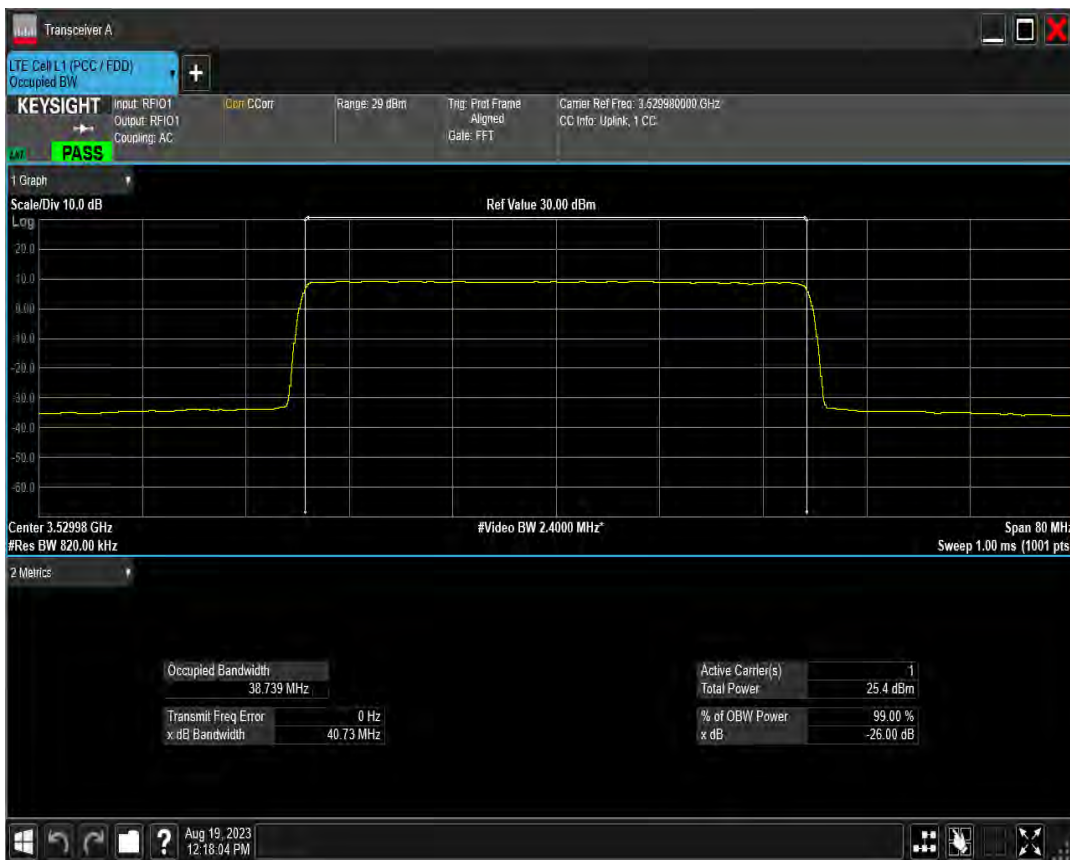 Transceiver A
LTE Cell L1 (PCC / FDD)
Occupied BW
KEYSIGHT
PASS
Input: RFIO1
Output: RFIO1
Coupling: AC
Corr CCorr
Range: 29 dBm
Trig: Prot Frame
Aligned
Gate: FFT
Carrier Ref Freq: 3.529980000 GHz
CC Info: Uplink, 1 CC
1 Graph
Scale/Div 10.0 dB
Ref Value 30.00 dBm
Log
20.0
10.0
0.00
-10.0
-20.0
-30.0
-40.0
-50.0
-60.0
Center 3.52998 GHz
#Video BW 2.4000 MHz*
Span 80 MHz
#Res BW 820.00 kHz
Sweep 1.00 ms (1001 pts
2 Metrics
Occupied Bandwidth
38.739 MHz
Transmit Freq Error 0 Hz
x dB Bandwidth 40.73 MHz
Active Carrier(s) 1
Total Power 25.4 dBm
% of OBW Power 99.00 %
x dB -26.00 dB
?
Aug 19, 2023
12:18:04 PM